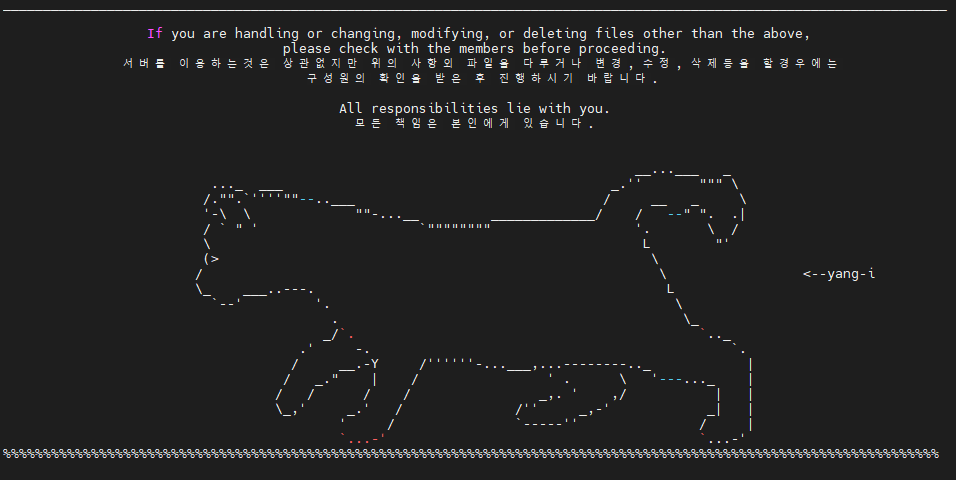 If you are handling or changing, modifying, or deleting files other than the above,
please check with the members before proceeding.
서버를 이용하는것은 상관없지만 위의 사항외 파일을 다루거나 변경, 수정, 삭제등을 할경우에는
구성원의 확인을 받은 후 진행하시기 바랍니다.
All responsibilities lie with you.
모든 책임은 본인에게 있습니다.
<--yang-i